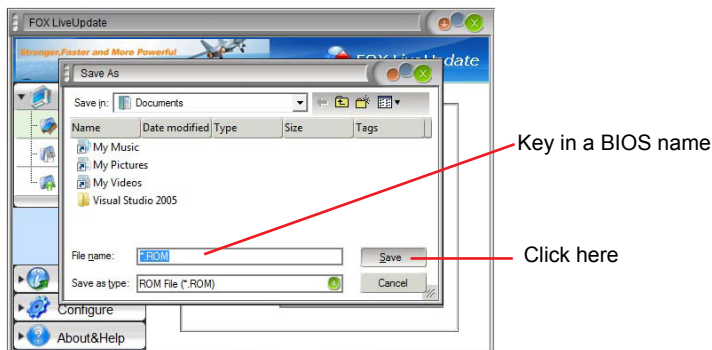 FOX LiveUpdate
Stronger,Faster and More Powerful
FOX LiveUpdate
Save As
Save in: Documents
Name Date modified Type Size Tags
My Music
My Pictures
My Videos
Visual Studio 2005
Key in a BIOS name
File name: *.ROM Save
Click here
Save as type: ROM File (*.ROM) Cancel
Configure
About&Help